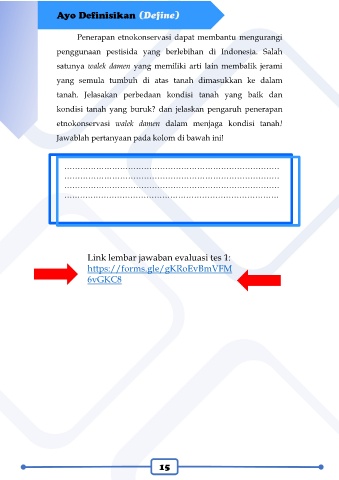 Ayo Definisikan (Define)
Penerapan etnokonservasi dapat membantu mengurangi
penggunaan pestisida yang berlebihan di Indonesia. Salah
satunya walek damen yang memiliki arti lain membalik jerami
yang semula tumbuh di atas tanah dimasukkan ke dalam
tanah. Jelasakan perbedaan kondisi tanah yang baik dan
kondisi tanah yang buruk? dan jelaskan pengaruh penerapan
etnokonservasi walek damen dalam menjaga kondisi tanah!
Jawablah pertanyaan pada kolom di bawah ini!
Link lembar jawaban evaluasi tes 1:
https://forms.gle/gKRoEvBmVFM
6vGKC8
15